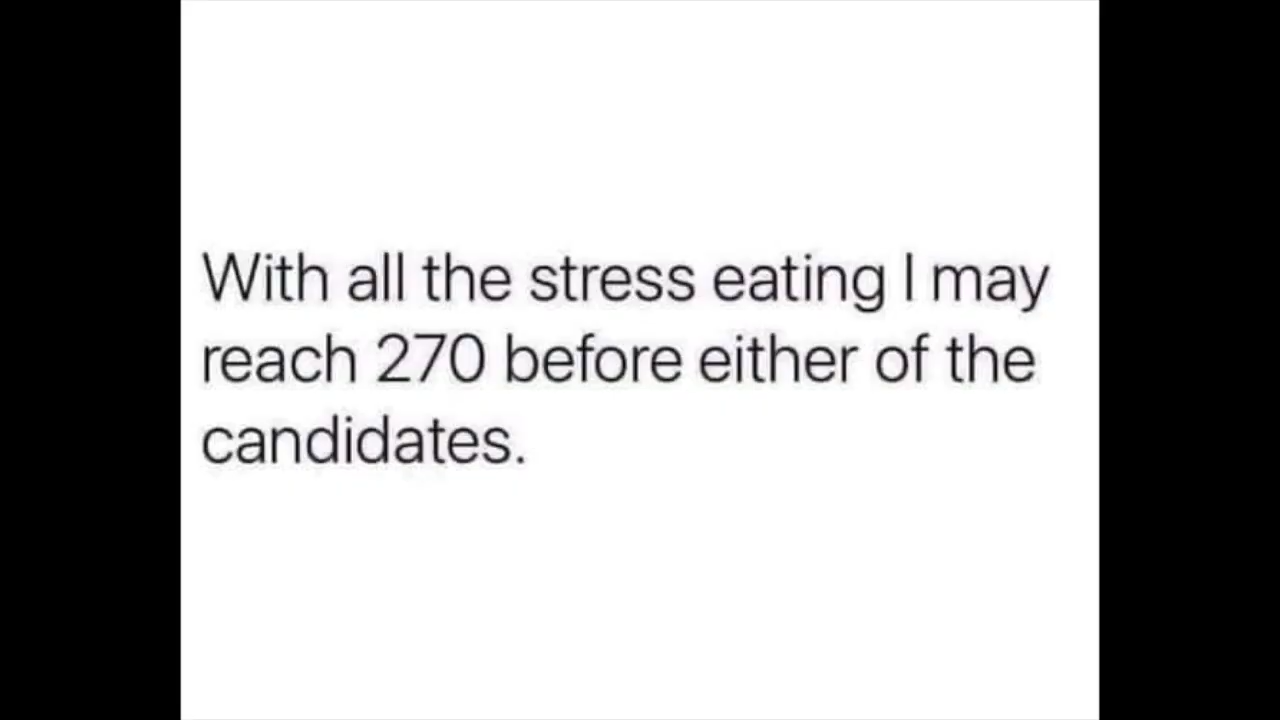 With all the stress eating I may
reach 270 before either of the
candidates.